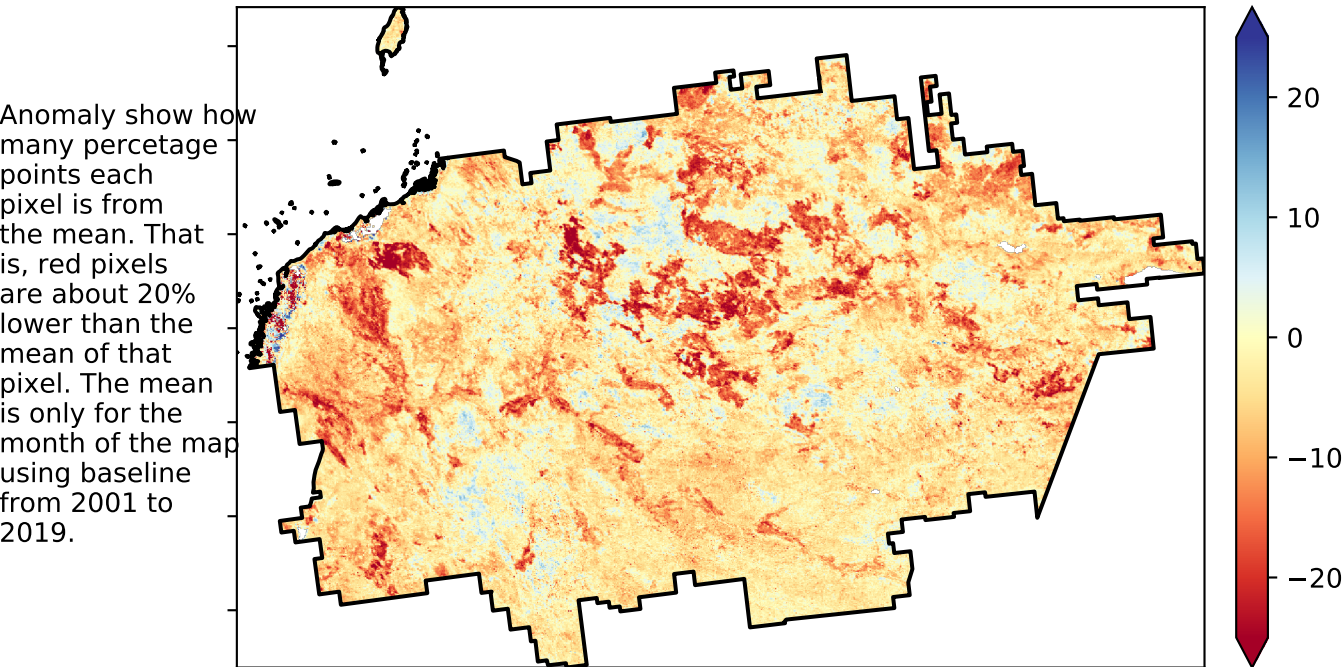 Anomaly show how
many percetage
points each
pixel is from
the mean. That
is, red pixels
are about 20%
lower than the
mean of that
pixel. The mean
is only for the
month of the map
using baseline
from 2001 to
2019.
20
10
0
−10
−20